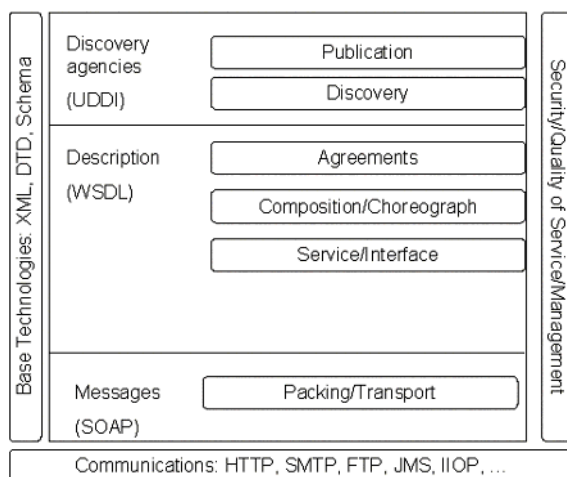 Base Technologies: XML, DTD, Schema
Discovery
agencies
(UDDI)
Publication
Discovery
Description
(WSDL)
Agreements
Composition/Choreograph
Service/Interface
Messages
(SOAP)
Packing/Transport
Security/Quality of Service/Management
Communications: HTTP, SMTP, FTP, JMS, IIOP, ...